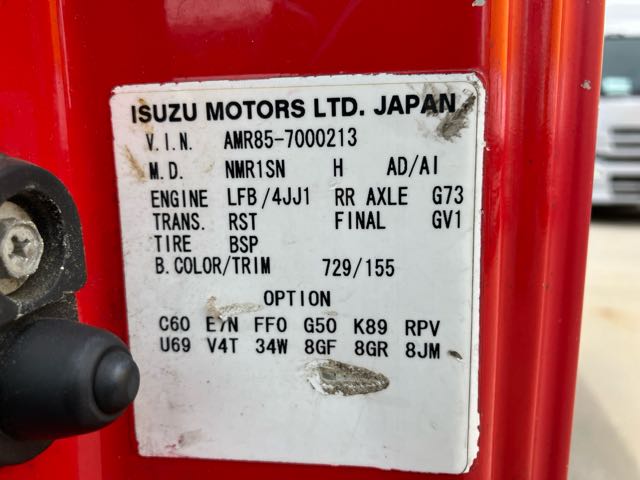 ISUZU MOTORS LTD. JAPAN
V.I.N. AMR85-7000213
M.D. NMR1SN H AD/AI
ENGINE LFB/4JJ1 RR AXLE G73
TRANS. RST FINAL GV1
TIRE BSP
B.COLOR/TRIM 729/155
OPTION
C60 E7N FF0 G50 K89 RPV
U69 V4T 34W 8GF 8GR 8JM